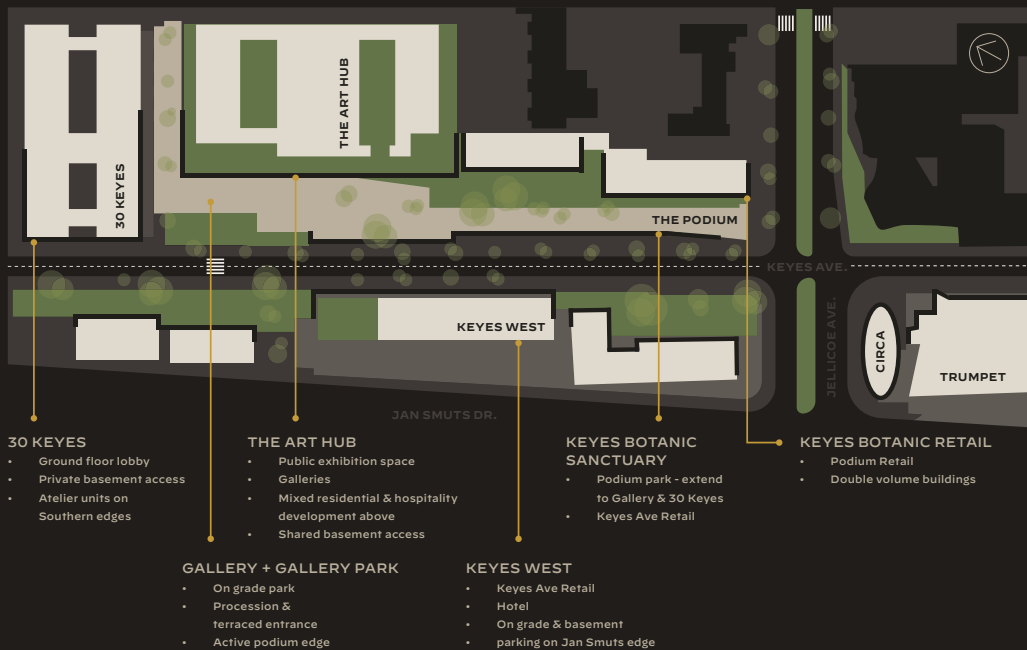 THE ART HUB
30 KEYES
THE PODIUM
KEYES AVE.
KEYES WEST
JELLICOE AVE.
CIRCA
TRUMPET
JAN SMUTS DR.
30 KEYES
• Ground floor lobby
• Private basement access
• Atelier units on
Southern edges
THE ART HUB
• Public exhibition space
• Galleries
• Mixed residential & hospitality
development above
• Shared basement access
KEYES BOTANIC
SANCTUARY
• Podium park - extend
to Gallery & 30 Keyes
• Keyes Ave Retail
KEYES BOTANIC RETAIL
• Podium Retail
• Double volume buildings
GALLERY + GALLERY PARK
• On grade park
• Procession &
terraced entrance
• Active podium edge
KEYES WEST
• Keyes Ave Retail
• Hotel
• On grade & basement
• parking on Jan Smuts edge